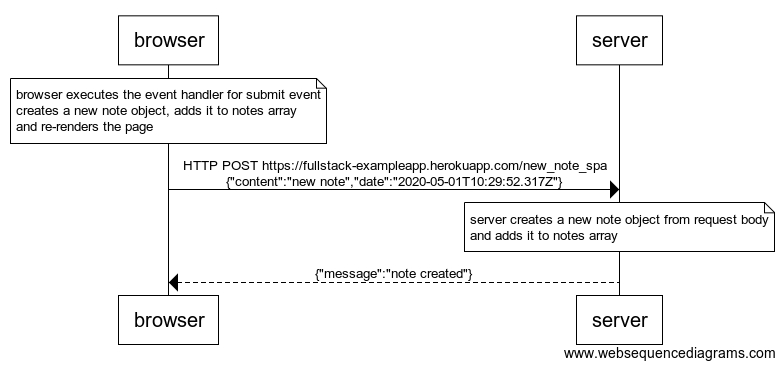 browser
server
browser executes the event handler for submit event
creates a new note object, adds it to notes array
and re-renders the page
HTTP POST https://fullstack-exampleapp.herokuapp.com/new_note_spa
{"content":"new note","date":"2020-05-01T10:29:52.317Z"}
server creates a new note object from request body
and adds it to notes array
{"message":"note created"}
browser
server
www.websequencediagrams.com